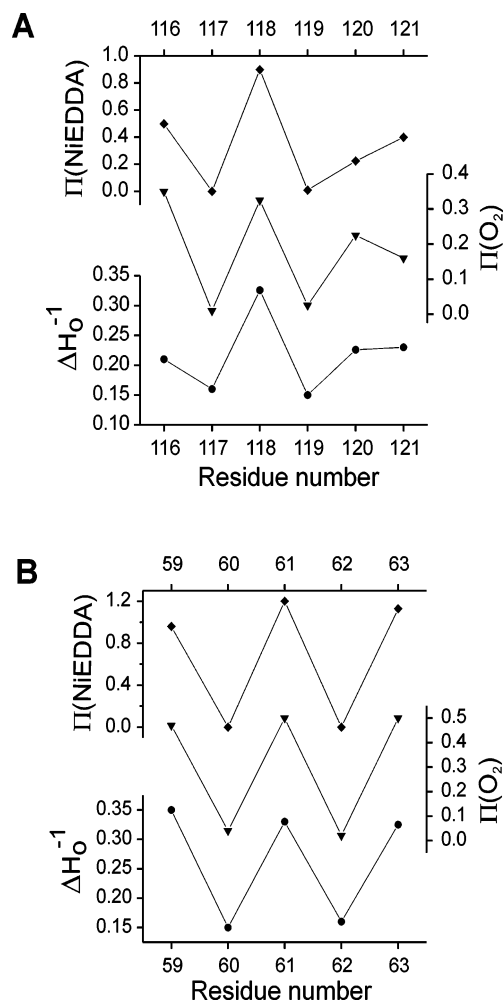 A
116 117 118 119 120 121
1.0
0.8
0.6
0.4
0.2
0.0
Π(NiEDDA)
0.4
0.3
0.2
0.1
0.0
Π(O₂)
0.35
0.30
0.25
0.20
0.15
0.10
ΔHo⁻¹
116 117 118 119 120 121
Residue number
B
59 60 61 62 63
1.2
0.8
0.4
0.0
Π(NiEDDA)
0.5
0.4
0.3
0.2
0.1
0.0
Π(O₂)
0.35
0.30
0.25
0.20
0.15
ΔHo⁻¹
59 60 61 62 63
Residue number